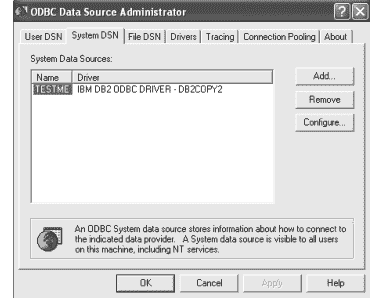 ODBC Data Source Administrator
User DSN System DSN File DSN Drivers Tracing Connection Pooling About
System Data Sources:
Name Driver
TESTME IBM DB2 ODBC DRIVER - DB2COPY2
Add...
Remove
Configure...
An ODBC System data source stores information about how to connect to
the indicated data provider. A System data source is visible to all users
on this machine, including NT services.
OK Cancel Apply Help